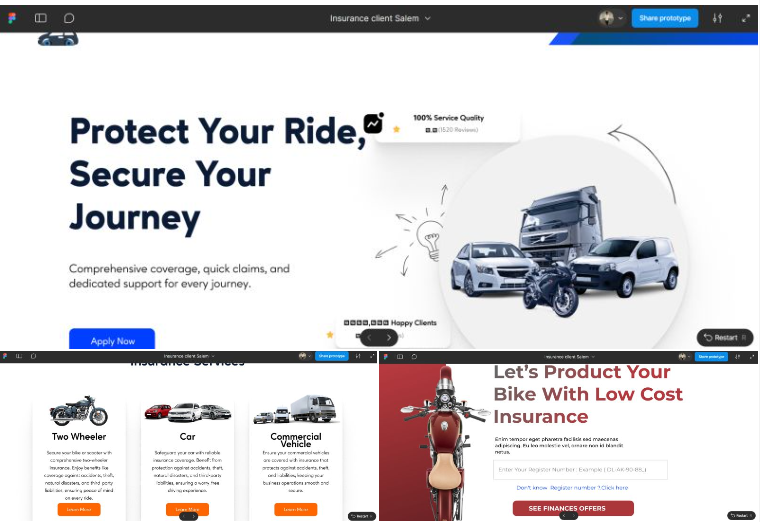 Insurance client Salem
Share prototype
Protect Your Ride,
Secure Your
Journey
100% Service Quality
(1520 Reviews)
Comprehensive coverage, quick claims, and
dedicated support for every journey.
Happy Clients
Apply Now
Restart
Insurance client Salem
Share prototype
Insurance Services
Two Wheeler
Secure your bike or scooter with
comprehensive two-wheeler
insurance. Enjoy benefits like
coverage against accidents, theft,
natural disasters, and third-party
liabilities, ensuring peace of mind
on every ride.
Learn More
Car
Safeguard your car with reliable
insurance coverage. Benefit from
protection against accidents, theft,
natural disasters, and third-party
liabilities, ensuring a worry-free
driving experience.
Learn More
Commercial
Vehicle
Ensure your commercial vehicles
are covered with insurance that
protects against accidents, theft,
and liabilities, keeping your
business operations smooth and
secure.
Learn More
Restart
Insurance client Salem
Share prototype
Let's Product Your
Bike With Low Cost
Insurance
Enim tempor eget pharetra facilisis sed maecenas
adipiscing. Eu leo molestie vel, ornare non id blandit
netus.
Enter Your Register Number : Example ( DL-AK-90-BBL)
Don't know Register number ?.Click here
SEE FINANCES OFFERS
Restart